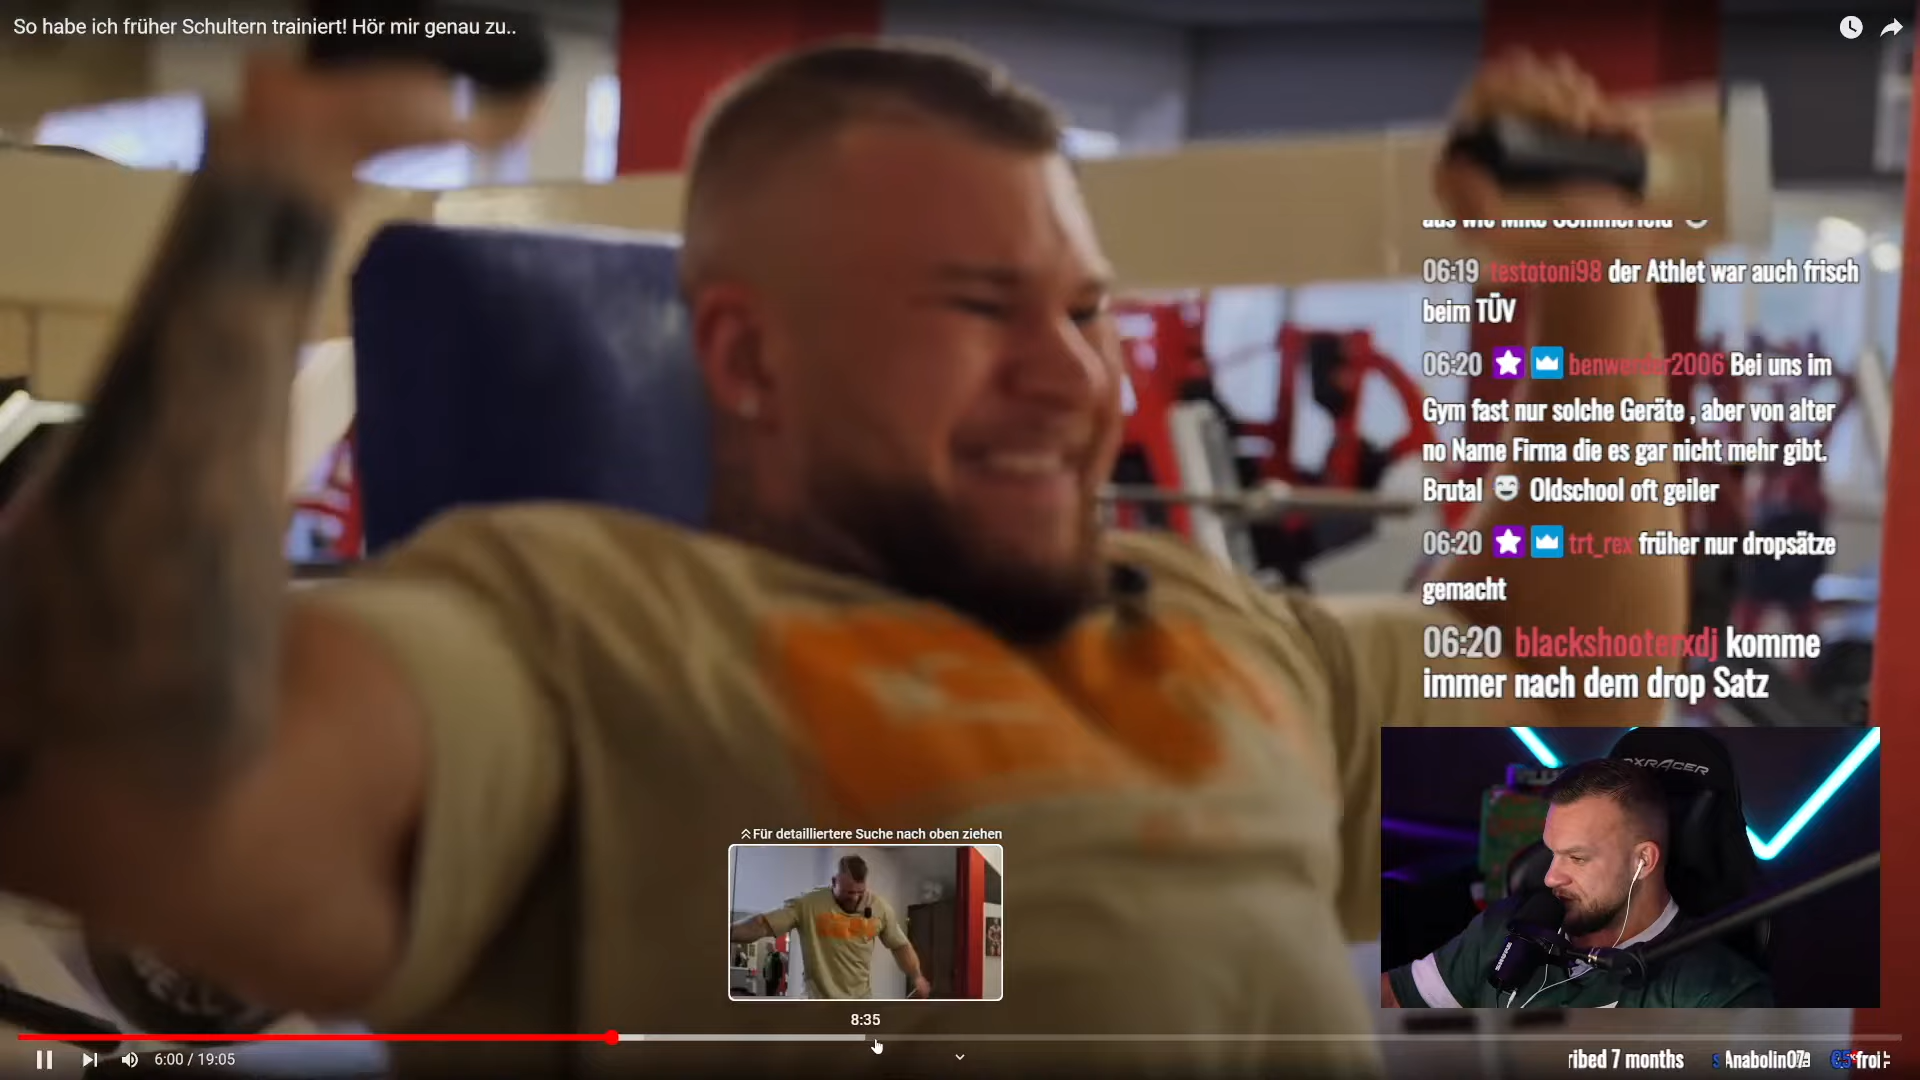 So habe ich früher Schultern trainiert! Hör mir genau zu..
06:19 testotoni98 der Athlet war auch frisch
beim TÜV
06:20 benwerder2006 Bei uns im
Gym fast nur solche Geräte , aber von alter
no Name Firma die es gar nicht mehr gibt.
Brutal Oldschool oft geiler
06:20 trt_rex früher nur dropsätze
gemacht
06:20 blackshooterxdj komme
immer nach dem drop Satz
DXRACER
Für detailliertere Suche nach oben ziehen
8:35
6:00 / 19:05
ribed 7 months